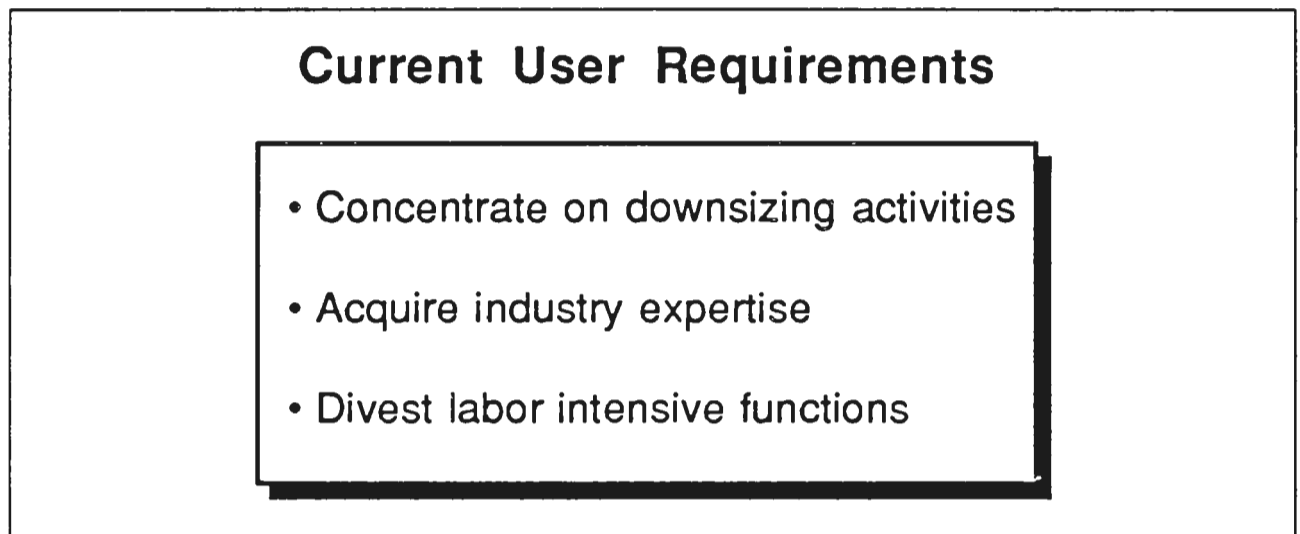 Current User Requirements
• Concentrate on downsizing activities
• Acquire industry expertise
• Divest labor intensive functions